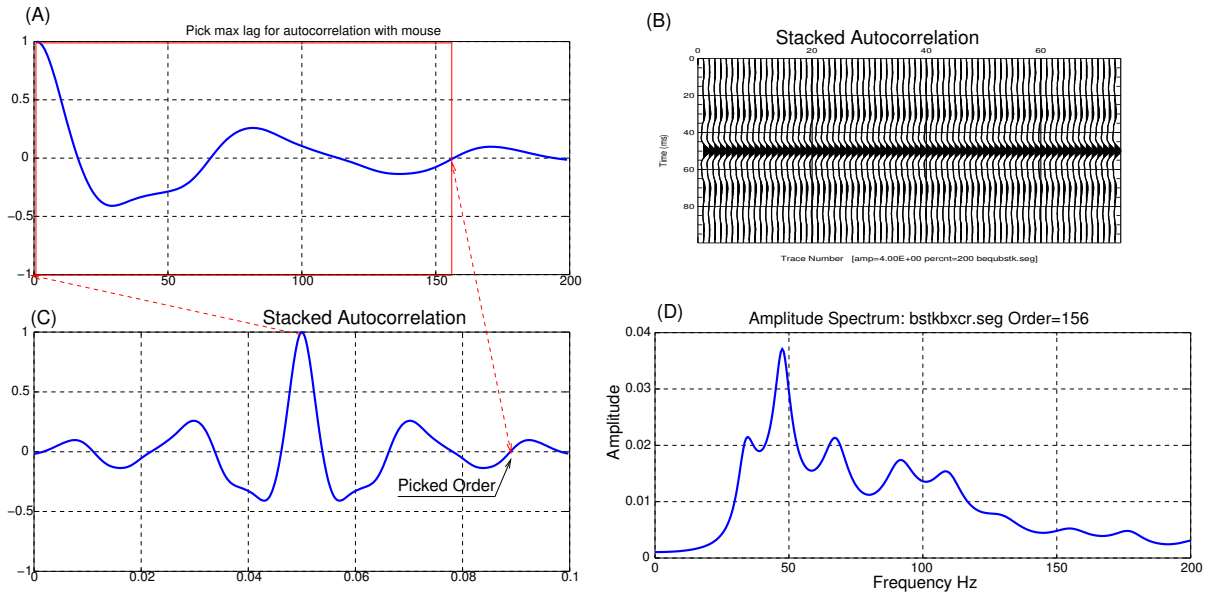 (A)
Pick max lag for autocorrelation with mouse
1
0.5
0
−0.5
−1
0 50 100 150 200
(B)
Stacked Autocorrelation
0 20 40 60
0
20
40
60
80
Time (ms)
Trace Number [amp=4.00E+00 percnt=200 bequbstk.seg]
(C)
Stacked Autocorrelation
1
0.5
0
−0.5
−1
Picked Order
0 0.02 0.04 0.06 0.08 0.1
(D)
Amplitude Spectrum: bstkbxcr.seg Order=156
0.04
0.03
0.02
0.01
0
Amplitude
0 50 100 150 200
Frequency Hz